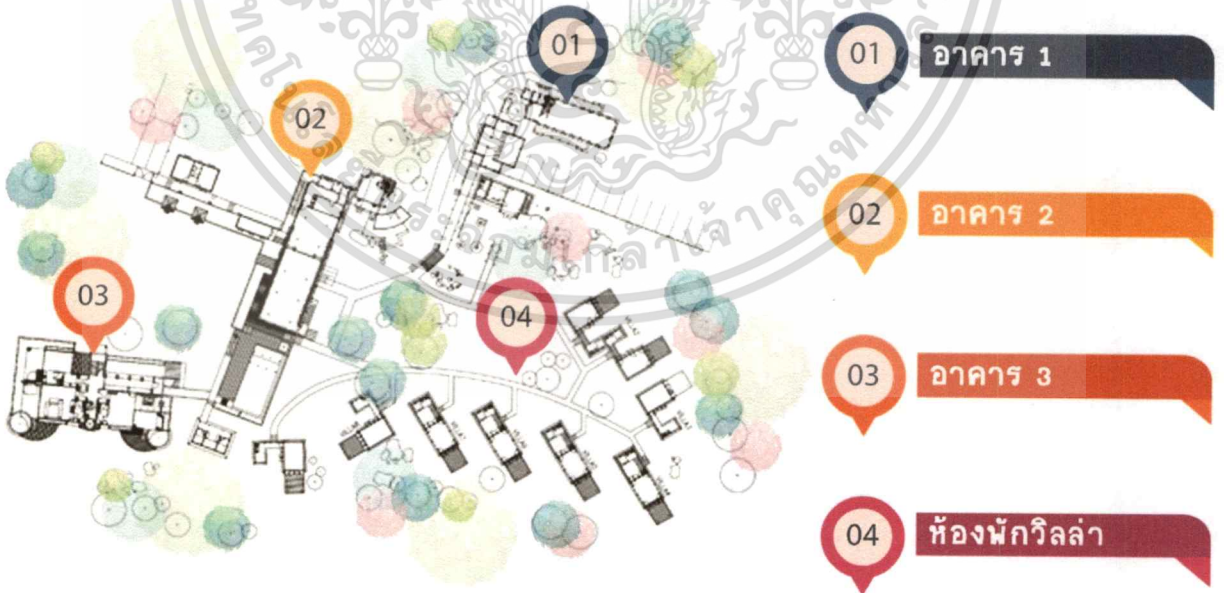 01
02
03
04
01 อาคาร 1
02 อาคาร 2
03 อาคาร 3
04 ห้องพักวิลล่า